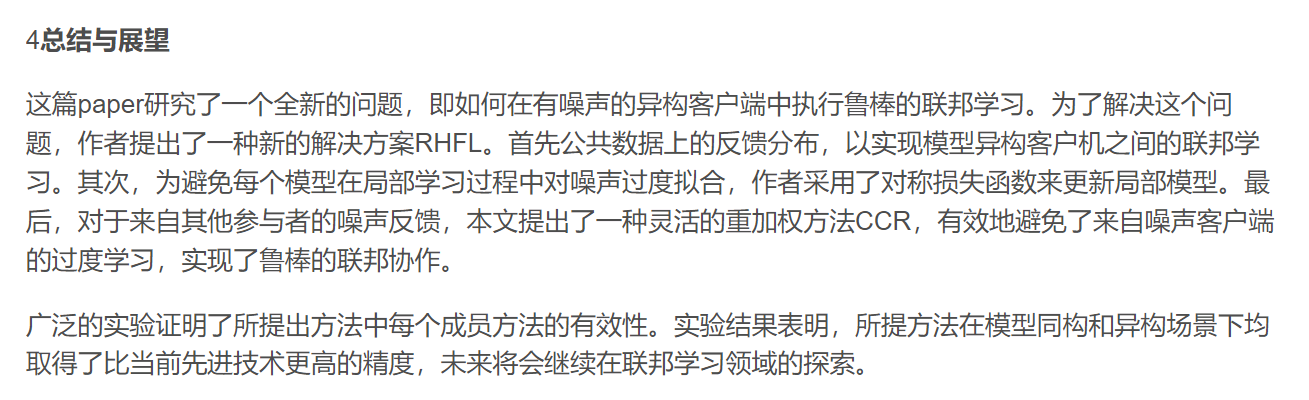 4总结与展望
这篇paper研究了一个全新的问题，即如何在有噪声的异构客户端中执行鲁棒的联邦学习。为了解决这个问
题，作者提出了一种新的解决方案RHFL。首先公共数据上的反馈分布，以实现模型异构客户机之间的联邦学
习。其次，为避免每个模型在局部学习过程中对噪声过度拟合，作者采用了对称损失函数来更新局部模型。最
后，对于来自其他参与者的噪声反馈，本文提出了一种灵活的重加权方法CCR，有效地避免了来自噪声客户端
的过度学习，实现了鲁棒的联邦协作。
广泛的实验证明了所提出方法中每个成员方法的有效性。实验结果表明，所提方法在模型同构和异构场景下均
取得了比当前先进技术更高的精度，未来将会继续在联邦学习领域的探索。